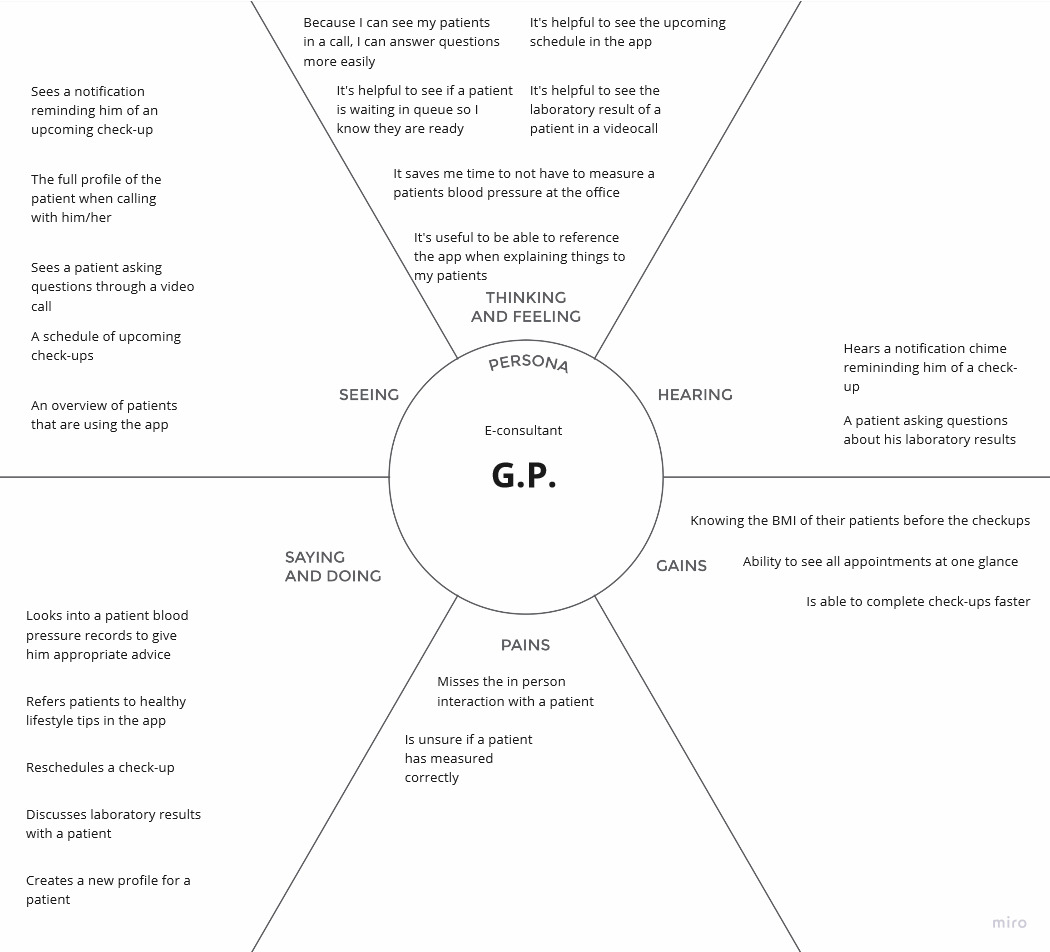 Because I can see my patients
in a call, I can answer questions
more easily
It's helpful to see the upcoming
schedule in the app
It's helpful to see if a patient
is waiting in queue so I
know they are ready
It's helpful to see the
laboratory result of a
patient in a videocall
It saves me time to not have to measure a
patients blood pressure at the office
It's useful to be able to reference
the app when explaining things to
my patients
THINKING
AND FEELING
Sees a notification
reminding him of an
upcoming check-up
The full profile of the
patient when calling
with him/her
Sees a patient asking
questions through a video
call
A schedule of upcoming
check-ups
An overview of patients
that are using the app
SEEING
PERSONA
E-consultant
G.P.
HEARING
Hears a notification chime
remininding him of a check-
up
A patient asking questions
about his laboratory results
SAYING
AND DOING
Looks into a patient blood
pressure records to give
him appropriate advice
Refers patients to healthy
lifestyle tips in the app
Reschedules a check-up
Discusses laboratory results
with a patient
Creates a new profile for a
patient
PAINS
Misses the in person
interaction with a patient
Is unsure if a patient
has measured
correctly
GAINS
Knowing the BMI of their patients before the checkups
Ability to see all appointments at one glance
Is able to complete check-ups faster
miro